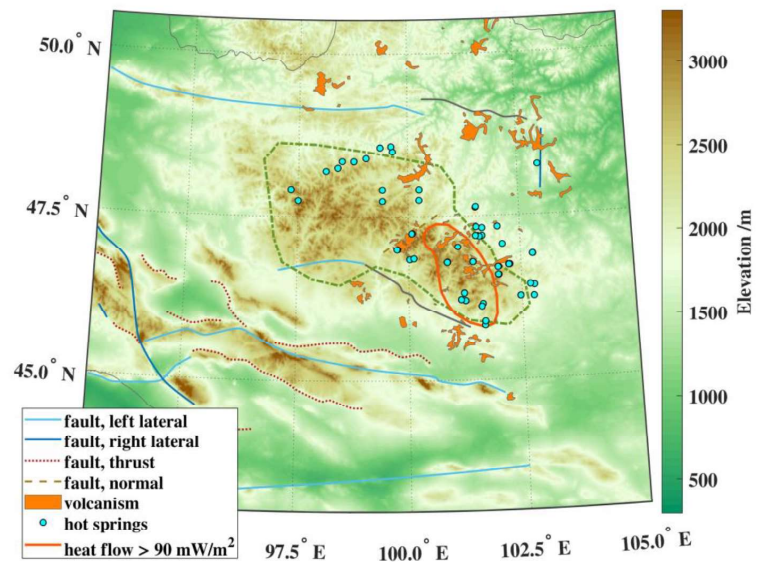 50.0° N
47.5° N
45.0° N
fault, left lateral
fault, right lateral
fault, thrust
fault, normal
volcanism
hot springs
heat flow > 90 mW/m²
97.5° E
100.0° E
102.5° E
105.0° E
3000
2500
2000
1500
1000
500
Elevation /m